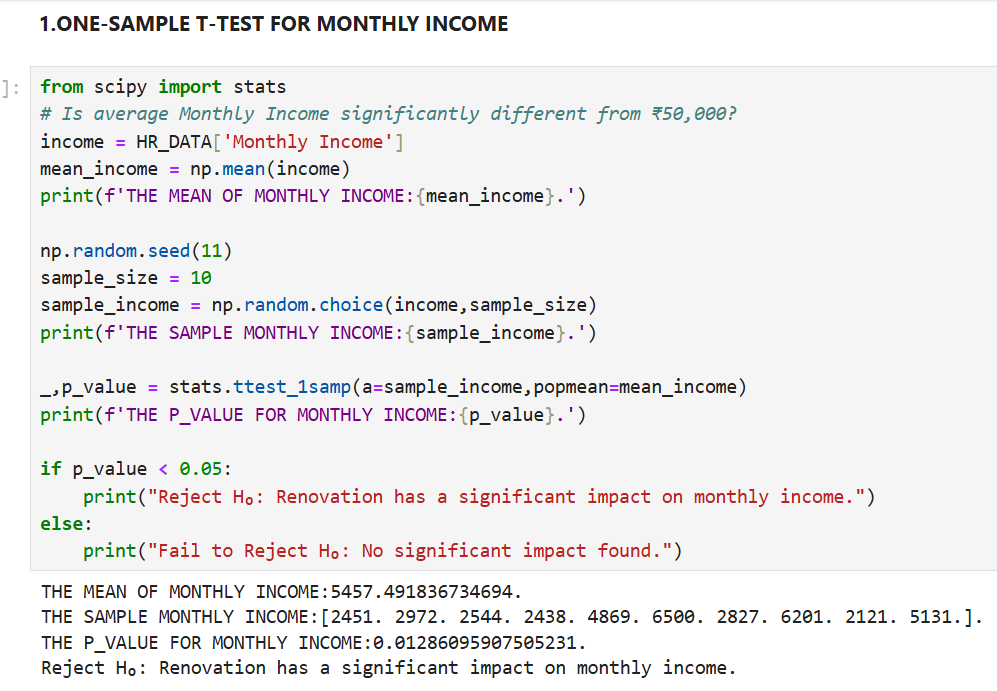 1.ONE-SAMPLE T-TEST FOR MONTHLY INCOME
]:
from scipy import stats
# Is average Monthly Income significantly different from ₹50,000?
income = HR_DATA['Monthly Income']
mean_income = np.mean(income)
print(f'THE MEAN OF MONTHLY INCOME:{mean_income}.')
np.random.seed(11)
sample_size = 10
sample_income = np.random.choice(income,sample_size)
print(f'THE SAMPLE MONTHLY INCOME:{sample_income}.')
_,p_value = stats.ttest_1samp(a=sample_income,popmean=mean_income)
print(f'THE P_VALUE FOR MONTHLY INCOME:{p_value}.')
if p_value < 0.05:
    print("Reject H₀: Renovation has a significant impact on monthly income.")
else:
    print("Fail to Reject H₀: No significant impact found.")
THE MEAN OF MONTHLY INCOME:5457.491836734694.
THE SAMPLE MONTHLY INCOME:[2451. 2972. 2544. 2438. 4869. 6500. 2827. 6201. 2121. 5131.].
THE P_VALUE FOR MONTHLY INCOME:0.01286095907505231.
Reject H₀: Renovation has a significant impact on monthly income.